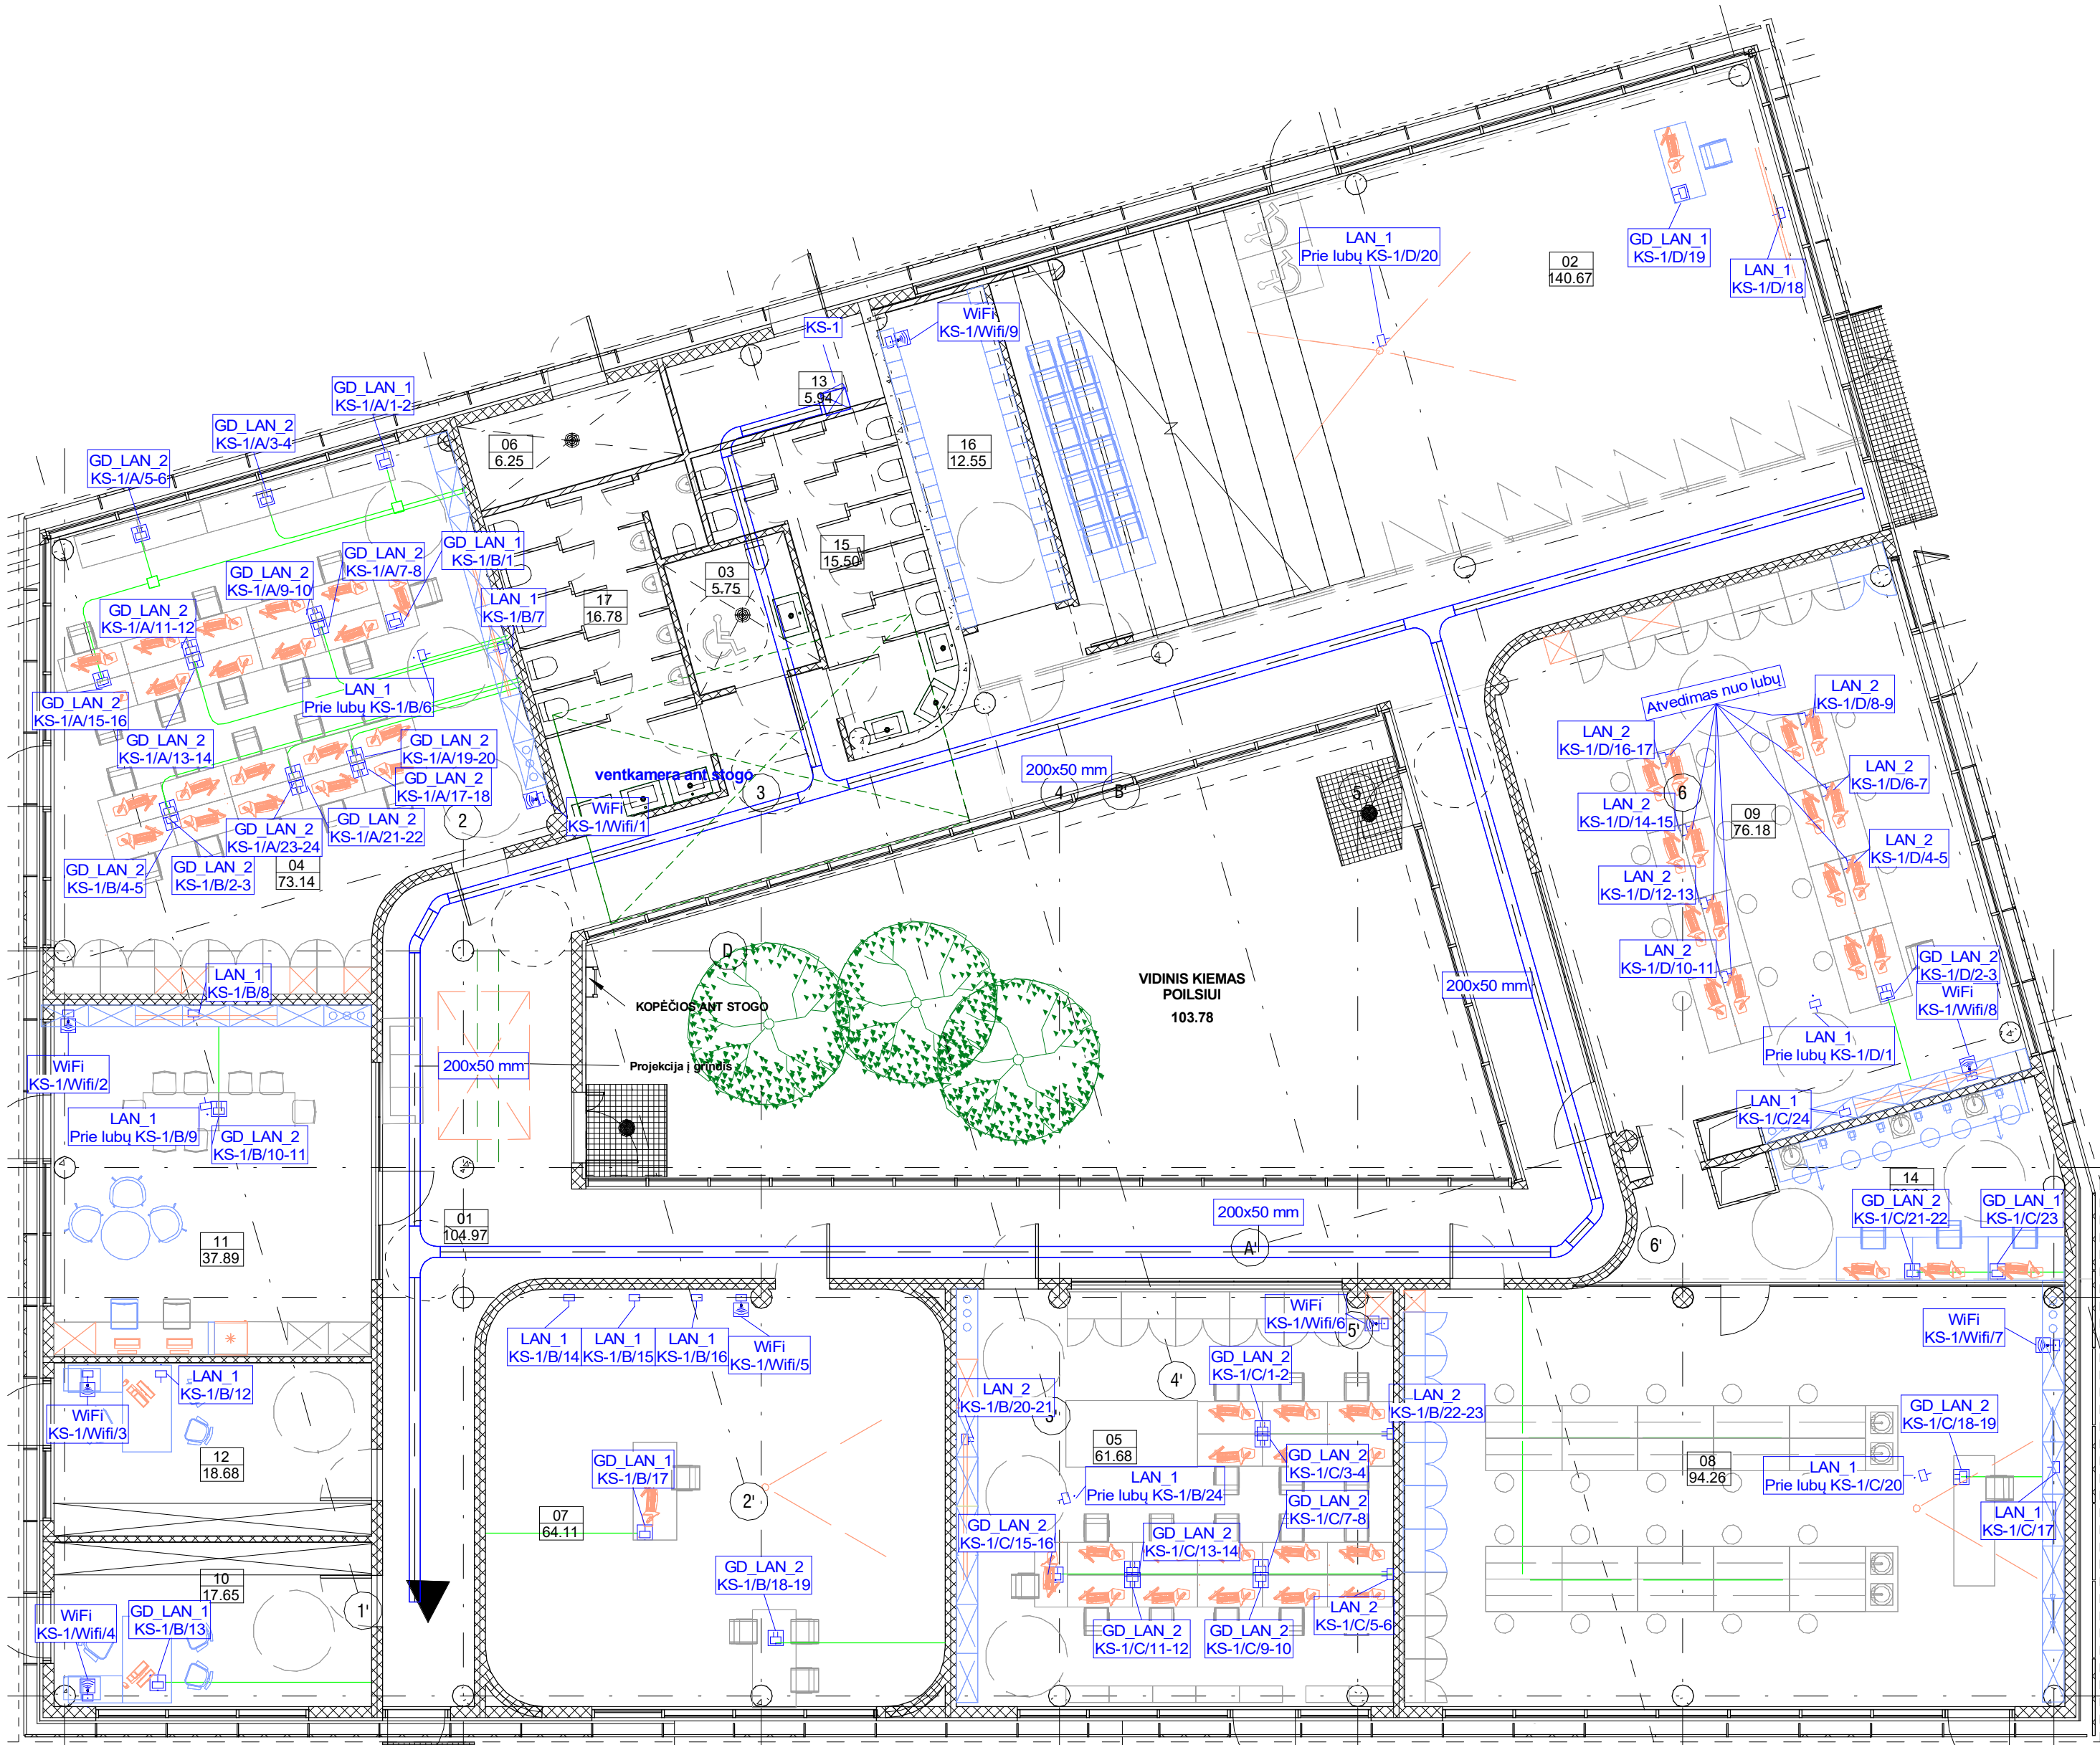 LAN_1
Prie lubų KS-1/D/20
02
140.67
GD_LAN_1
KS-1/D/19
LAN_1
KS-1/D/18
WiFi
KS-1/Wifi/9
KS-1
13
5.94
GD_LAN_1
KS-1/A/1-2
GD_LAN_2
KS-1/A/3-4
GD_LAN_2
KS-1/A/5-6
06
6.25
16
12.55
GD_LAN_1
KS-1/B/1
GD_LAN_2
KS-1/A/7-8
GD_LAN_2
KS-1/A/9-10
GD_LAN_2
KS-1/A/11-12
LAN_1
KS-1/B/7
17
16.78
03
5.75
15
15.50
GD_LAN_2
KS-1/A/15-16
LAN_1
Prie lubų KS-1/B/6
GD_LAN_2
KS-1/A/13-14
GD_LAN_2
KS-1/A/19-20
GD_LAN_2
KS-1/A/17-18
GD_LAN_2
KS-1/A/21-22
GD_LAN_2
KS-1/A/23-24
GD_LAN_2
KS-1/B/4-5
GD_LAN_2
KS-1/B/2-3
04
73.14
2
ventkamera ant stogo
WiFi
KS-1/Wifi/1
3
200x50 mm
4
B'
5
6
Atvedimas nuo lubų
LAN_2
KS-1/D/8-9
LAN_2
KS-1/D/16-17
LAN_2
KS-1/D/6-7
LAN_2
KS-1/D/14-15
09
76.18
LAN_2
KS-1/D/4-5
LAN_2
KS-1/D/12-13
LAN_2
KS-1/D/10-11
GD_LAN_2
KS-1/D/2-3
WiFi
KS-1/Wifi/8
LAN_1
Prie lubų KS-1/D/1
LAN_1
KS-1/C/24
D
KOPĖČIOS ANT STOGO
VIDINIS KIEMAS
POILSIUI
103.78
200x50 mm
200x50 mm
Projekcija į grindis
LAN_1
KS-1/B/8
WiFi
KS-1/Wifi/2
LAN_1
Prie lubų KS-1/B/9
GD_LAN_2
KS-1/B/10-11
11
37.89
01
104.97
200x50 mm
A'
6'
14
GD_LAN_2
KS-1/C/21-22
GD_LAN_1
KS-1/C/23
LAN_1
KS-1/B/14
LAN_1
KS-1/B/15
LAN_1
KS-1/B/16
WiFi
KS-1/Wifi/5
WiFi
KS-1/Wifi/6
5'
WiFi
KS-1/Wifi/7
LAN_1
KS-1/B/12
WiFi
KS-1/Wifi/3
12
18.68
GD_LAN_2
KS-1/C/1-2
4'
LAN_2
KS-1/B/20-21
3'
LAN_2
KS-1/B/22-23
GD_LAN_2
KS-1/C/18-19
05
61.68
GD_LAN_2
KS-1/C/3-4
LAN_1
Prie lubų KS-1/B/24
08
94.26
LAN_1
Prie lubų KS-1/C/20
LAN_1
KS-1/C/17
GD_LAN_1
KS-1/B/17
2'
07
64.11
GD_LAN_2
KS-1/C/7-8
GD_LAN_2
KS-1/C/15-16
GD_LAN_2
KS-1/C/13-14
GD_LAN_2
KS-1/B/18-19
10
17.65
1'
WiFi
KS-1/Wifi/4
GD_LAN_1
KS-1/B/13
GD_LAN_2
KS-1/C/11-12
GD_LAN_2
KS-1/C/9-10
LAN_2
KS-1/C/5-6